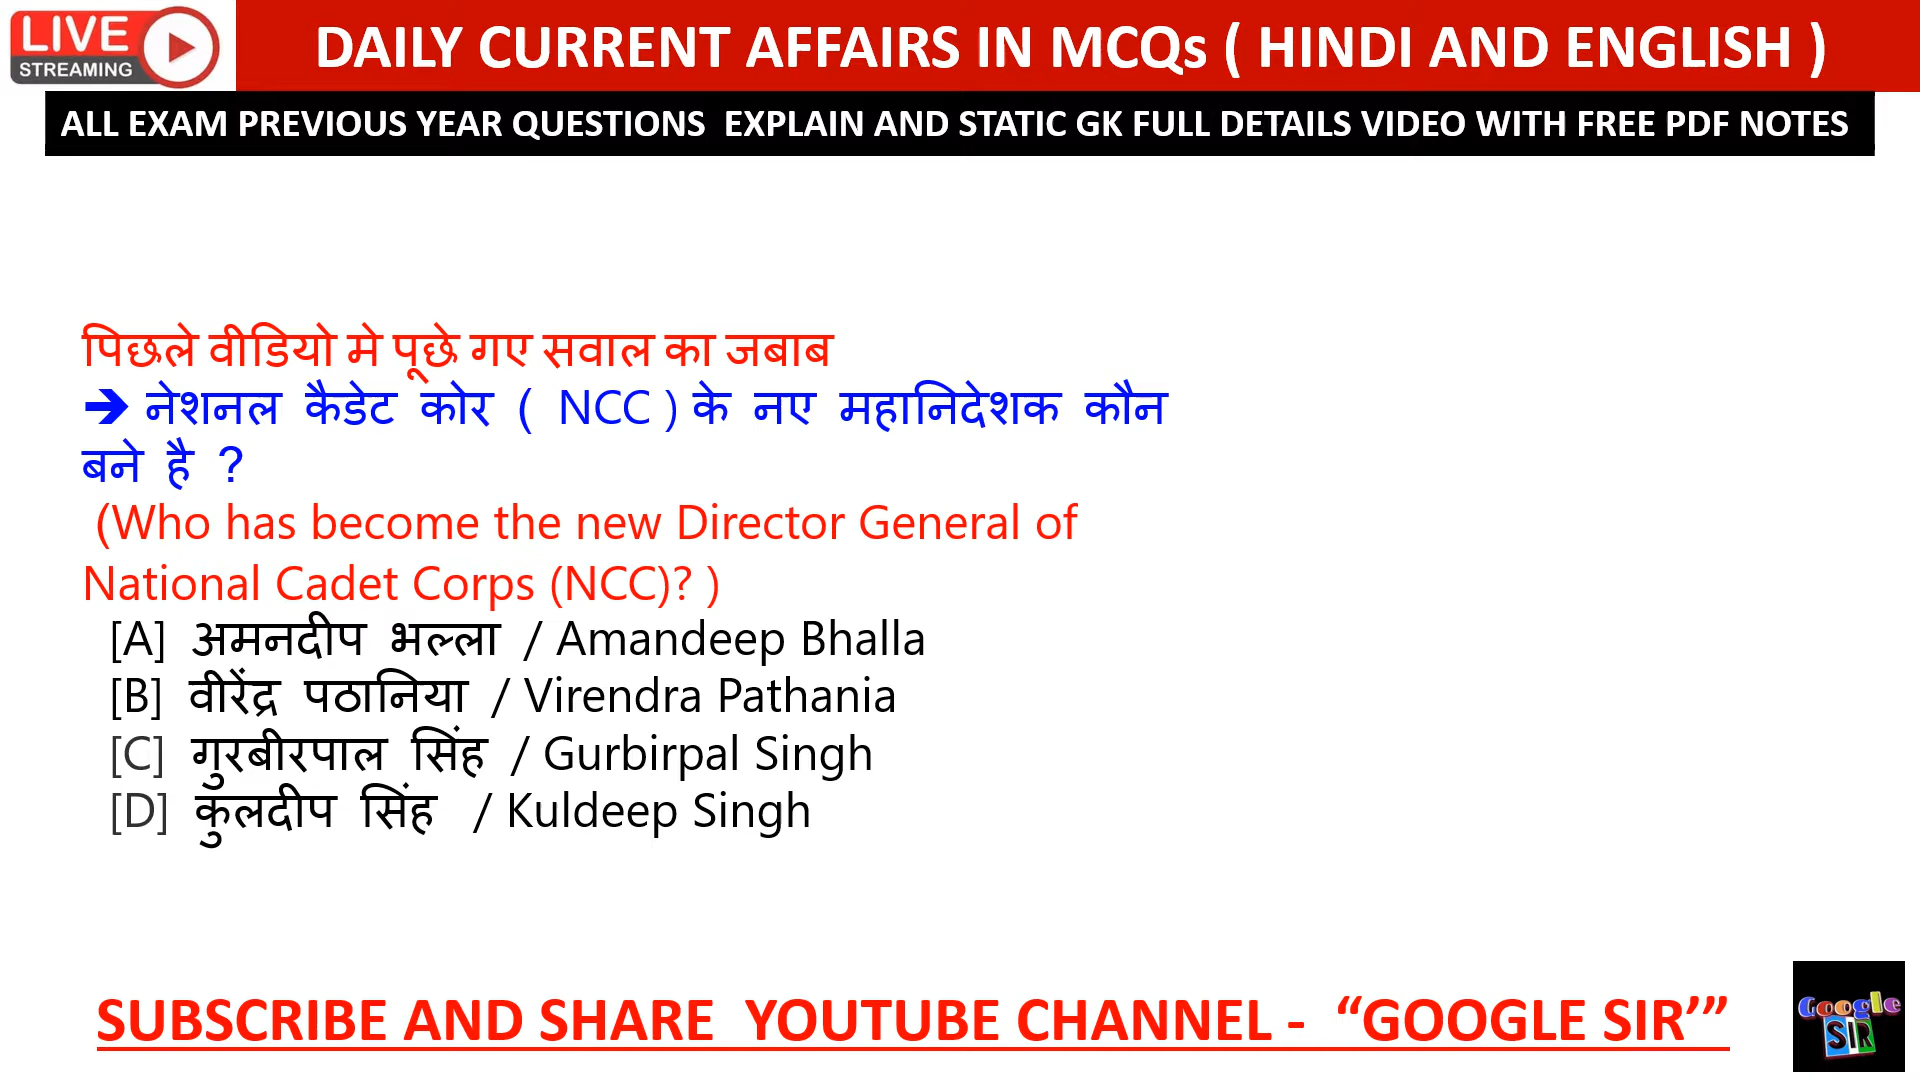 LIVE
STREAMING
DAILY CURRENT AFFAIRS IN MCQs ( HINDI AND ENGLISH )
ALL EXAM PREVIOUS YEAR QUESTIONS EXPLAIN AND STATIC GK FULL DETAILS VIDEO WITH FREE PDF NOTES
पिछले वीडियो मे पूछे गए सवाल का जबाब
➔ नेशनल कैडेट कोर ( NCC ) के नए महानिदेशक कौन
बने है ?
(Who has become the new Director General of
National Cadet Corps (NCC)? )
[A] अमनदीप भल्ला / Amandeep Bhalla
[B] वीरेंद्र पठानिया / Virendra Pathania
[C] गुरबीरपाल सिंह / Gurbirpal Singh
[D] कुलदीप सिंह / Kuldeep Singh
SUBSCRIBE AND SHARE YOUTUBE CHANNEL - “GOOGLE SIR’”
Google
SIR